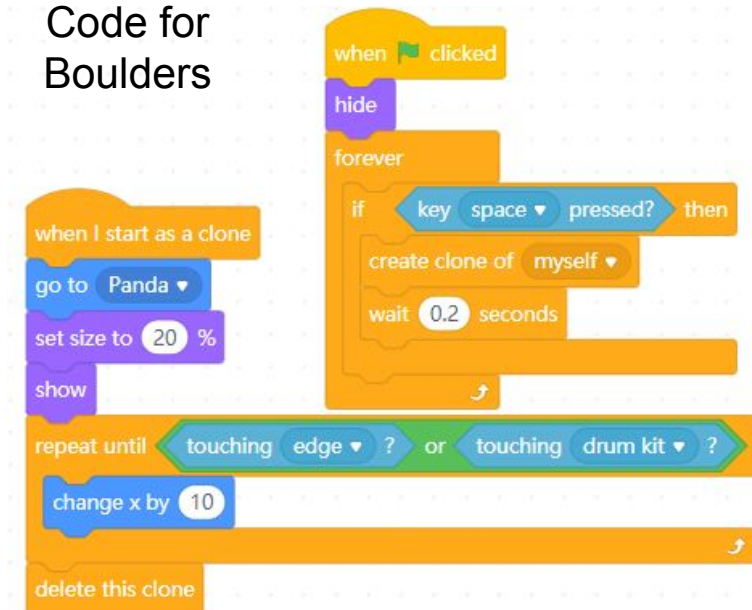 Code for
Boulders
when clicked
hide
forever
if key space pressed? then
create clone of myself
wait 0.2 seconds
when I start as a clone
go to Panda
set size to 20 %
show
repeat until touching edge ? or touching drum kit ?
change x by 10
delete this clone